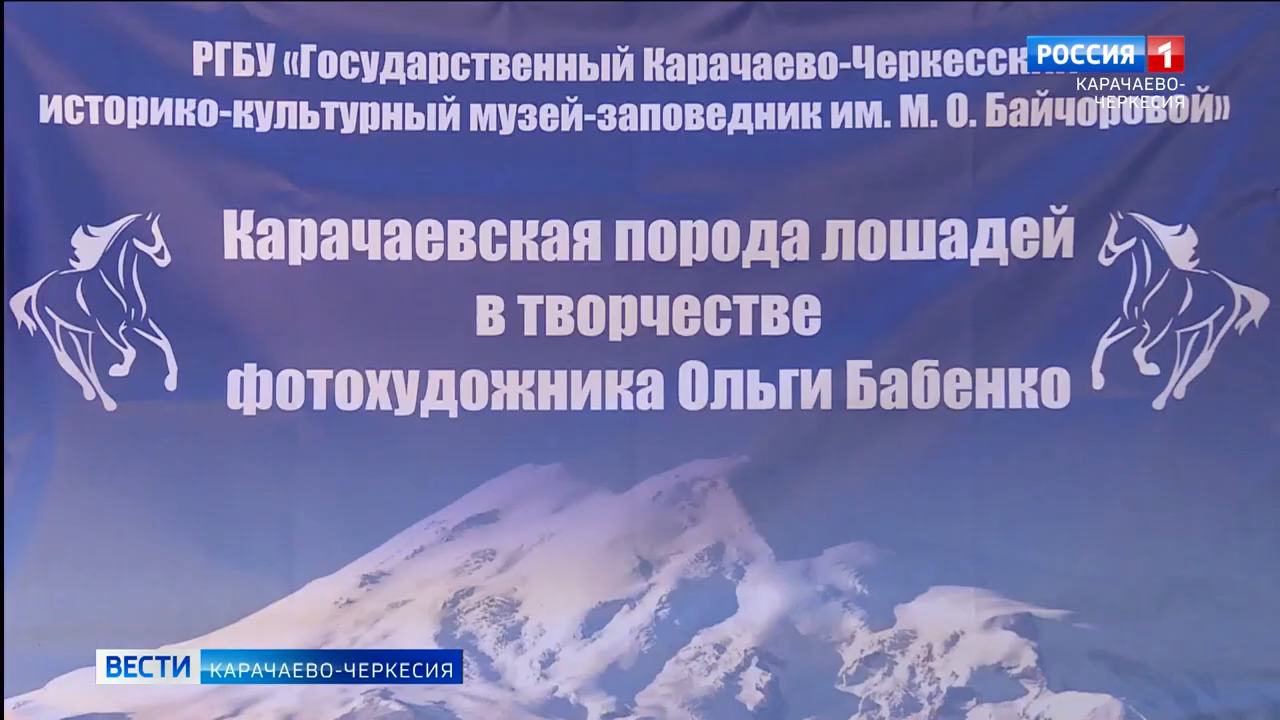 РГБУ «Государственный Карачаево-Черкесский
историко-культурный музей-заповедник им. М. О. Байчоровой»
РОССИЯ 1
КАРАЧАЕВО-
ЧЕРКЕСИЯ
Карачаевская порода лошадей
в творчестве
фотохудожника Ольги Бабенко
ВЕСТИ КАРАЧАЕВО-ЧЕРКЕСИЯ